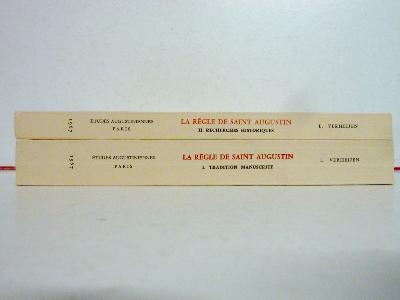 1967
ÉTUDES AUGUSTINIENNES
PARIS
LA RÈGLE DE SAINT AUGUSTIN
II. RECHERCHES HISTORIQUES
L. VERHEIJEN
1967
ÉTUDES AUGUSTINIENNES
PARIS
LA RÈGLE DE SAINT AUGUSTIN
I. TRADITION MANUSCRITE
L. VERHEIJEN